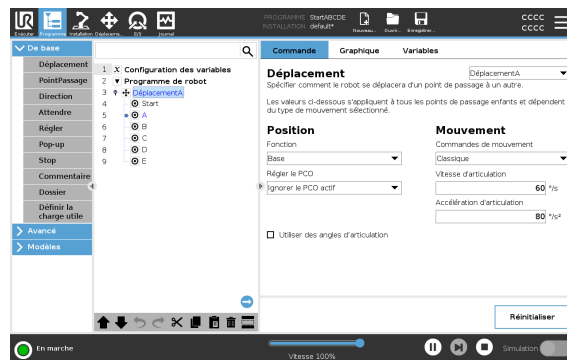 PROGRAMME StartABCDE
INSTALLATION default*
CCCC
CCCC
Exécuter Programme Installation Déplaceme... E/S Journal
Nouveau... Ouvrir... Enregistrer...
De base
Déplacement
PointPassage
Direction
Attendre
Régler
Pop-up
Stop
Commentaire
Dossier
Définir la
charge utile
Avancé
Modèles
1 X Configuration des variables
2 Programme de robot
3 DéplacementA
4 Start
5 A
6 B
7 C
8 D
9 E
Commande Graphique Variables
Déplacement
DéplacementA
Spécifier comment le robot se déplacera d'un point de passage à un autre.
Les valeurs ci-dessous s'appliquent à tous les points de passage enfants et dépendent
du type de mouvement sélectionné.
Position
Fonction
Base
Régler le PCO
Ignorer le PCO actif
Utiliser des angles d'articulation
Mouvement
Commandes de mouvement
Classique
Vitesse d'articulation
60 °/s
Accélération d'articulation
80 °/s²
Réinitialiser
En marche
Vitesse 100%
Simulation